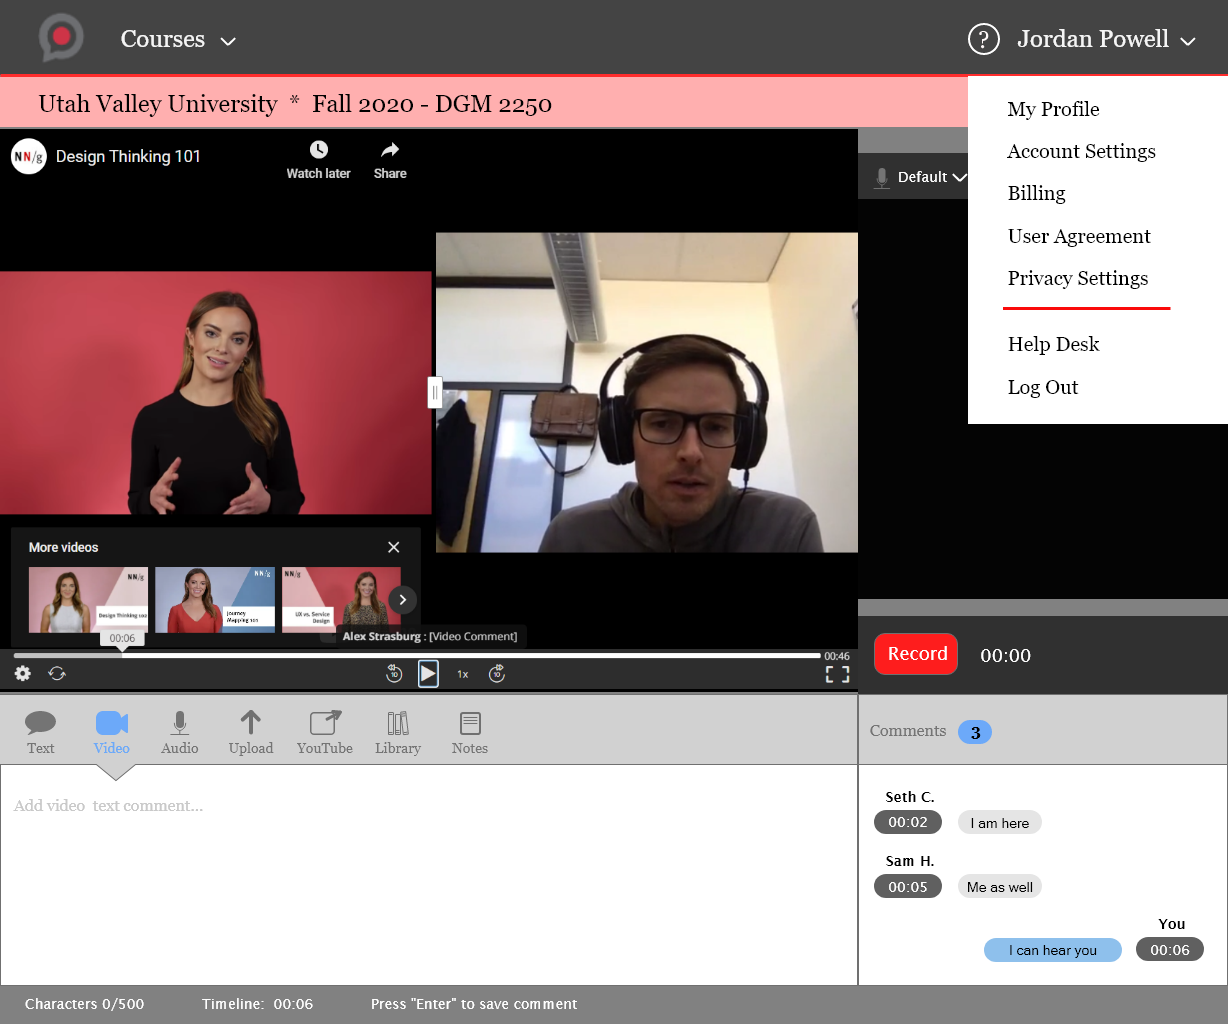 Courses
? Jordan Powell
Utah Valley University * Fall 2020 - DGM 2250
My Profile
Account Settings
Billing
User Agreement
Privacy Settings
Help Desk
Log Out
NN/g Design Thinking 101
Watch later Share
Default
More videos
NN/g
Design Thinking 102
NN/g
Journey
Mapping 101
NN/g
UX vs. Service
Design
00:06
Alex Strasburg : [Video Comment]
00:46
10 1x 10
Record 00:00
Text Video Audio Upload YouTube Library Notes
Comments 3
Add video text comment...
Seth C.
00:02 I am here
Sam H.
00:05 Me as well
You
I can hear you 00:06
Characters 0/500 Timeline: 00:06 Press "Enter" to save comment